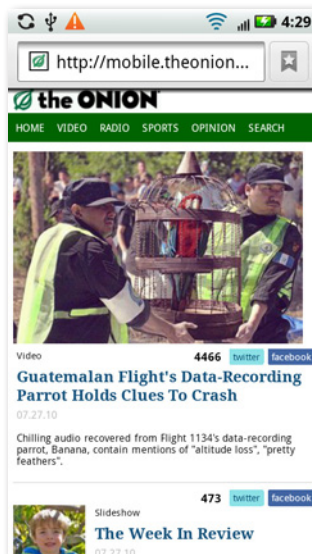 4:29
http://mobile.theonion...
the ONION
HOME VIDEO RADIO SPORTS OPINION SEARCH
Video 4466 twitter facebook
Guatemalan Flight's Data-Recording
Parrot Holds Clues To Crash
07.27.10
Chilling audio recovered from Flight 1134's data-recording
parrot, Banana, contain mentions of "altitude loss", "pretty
feathers".
473 twitter facebook
Slideshow
The Week In Review
07.27.10